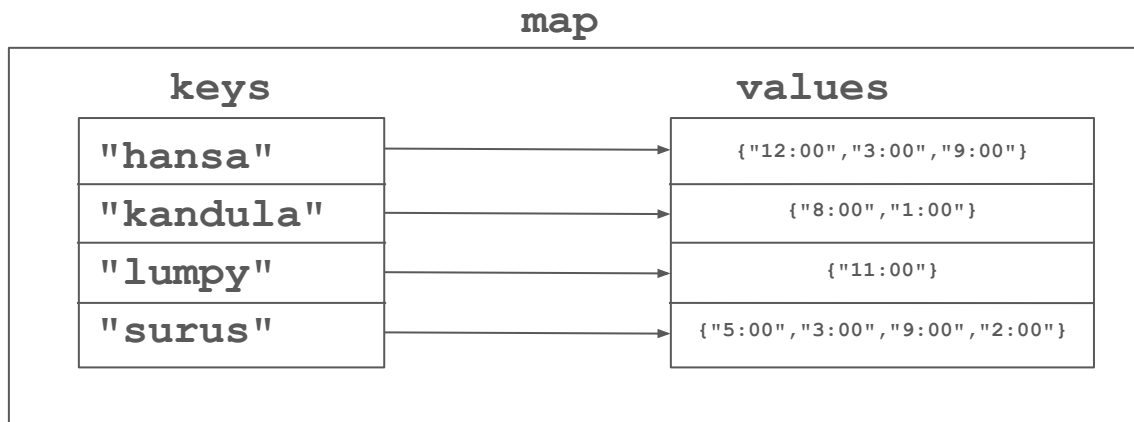 map
keys values
"hansa" {"12:00","3:00","9:00"}
"kandula" {"8:00","1:00"}
"lumpy" {"11:00"}
"surus" {"5:00","3:00","9:00","2:00"}